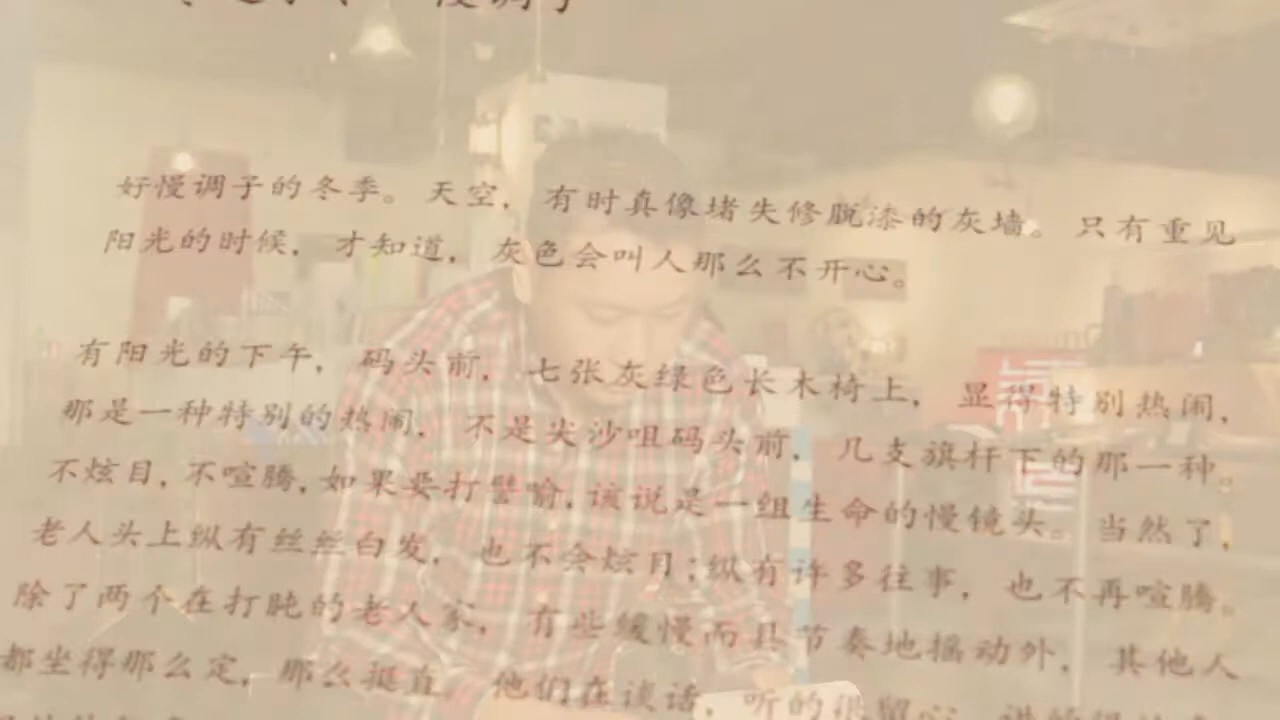 慢调子
好慢调子的冬季。天空，有时真像堵失修脱漆的灰墙。只有重见
阳光的时候，才知道，灰色会叫人那么不开心。
有阳光的下午，码头前，七张灰绿色长木椅上，显得特别热闹，
那是一种特别的热闹，不是尖沙咀码头前，几支旗杆下的那一种。
不炫目，不喧腾，如果要打譬喻，该说是一组生命的慢镜头。当然了，
老人头上纵有丝丝白发，也不会炫目；纵有许多往事，也不再喧腾。
除了两个在打盹的老人家，有些缓慢而具节奏地摇动外，其他人
都坐得那么定，那么挺直。他们在谈话，听的很留心，讲